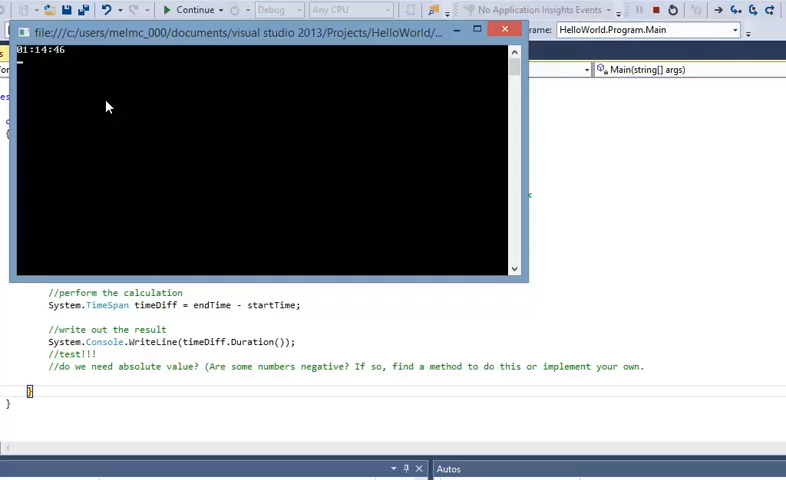 Continue
Debug
Any CPU
No Application Insights Events
file:///c:/users/melmc_000/documents/visual studio 2013/Projects/HelloWorld/...
ame:
HelloWorld.Program.Main
01:14:46
Main(string[] args)
{
//perform the calculation
System.TimeSpan timeDiff = endTime - startTime;
//write out the result
System.Console.WriteLine(timeDiff.Duration());
//test!!!
//do we need absolute value? (Are some numbers negative? If so, find a method to do this or implement your own.
}
}
Autos